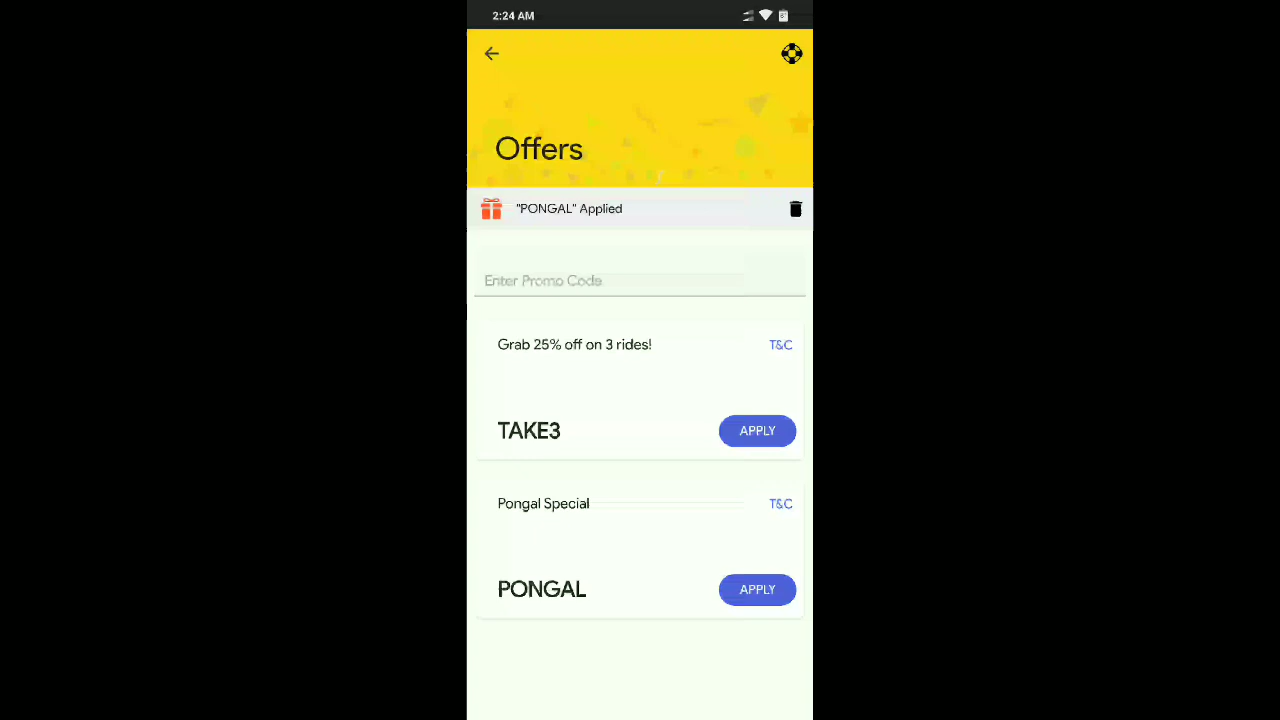 2:24 AM
Offers
"PONGAL" Applied
Enter Promo Code
Grab 25% off on 3 rides!
T&C
TAKE3
APPLY
Pongal Special
T&C
PONGAL
APPLY